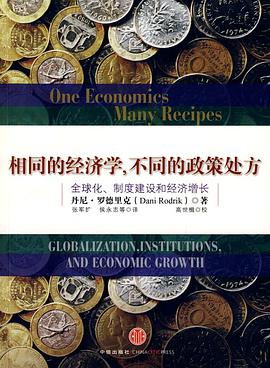 One Economics
Many Recipes
相同的经济学,不同的政策处方
全球化、制度建设和经济增长
丹尼·罗德里克(Dani Rodrik)著
张军扩 侯永志等 译 高世楫 校
GLOBALIZATION, INSTITUTIONS,
AND ECONOMIC GROWTH
中信出版社 CHINA CITIC PRESS